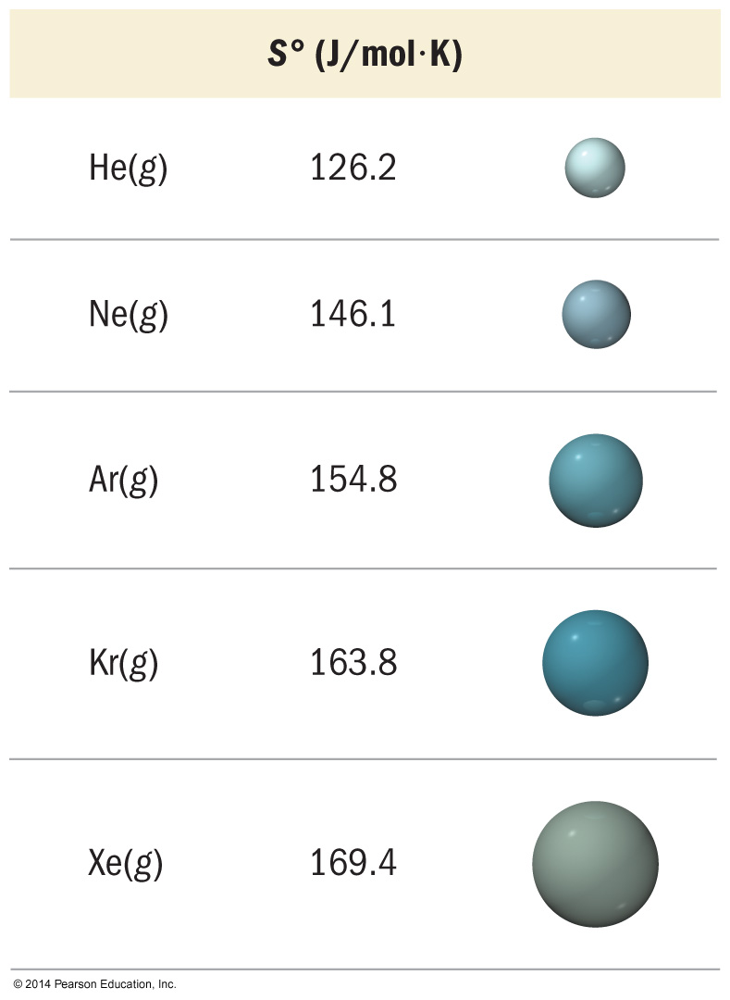 S° (J/mol·K)
He(g) 126.2
Ne(g) 146.1
Ar(g) 154.8
Kr(g) 163.8
Xe(g) 169.4
© 2014 Pearson Education, Inc.